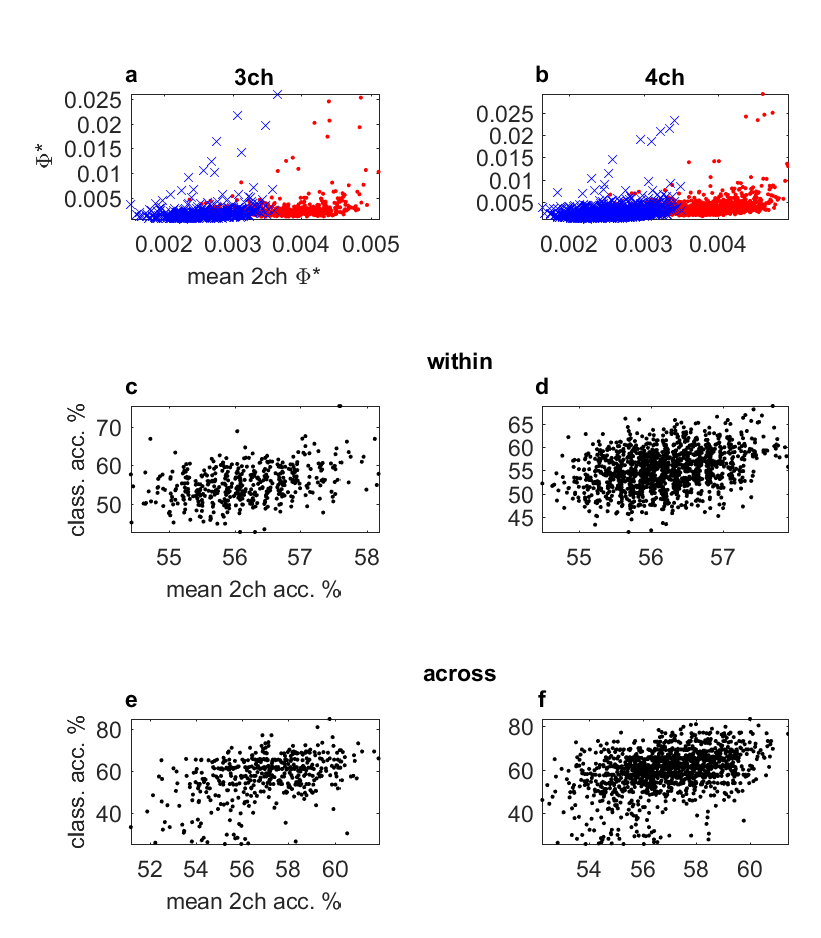 a 3ch
b 4ch
0.025
0.02
0.015
0.01
0.005
Φ*
0.002 0.003 0.004 0.005
mean 2ch Φ*
0.025
0.02
0.015
0.01
0.005
0.002 0.003 0.004
within
c
d
70
60
50
class. acc. %
55 56 57 58
mean 2ch acc. %
65
60
55
50
45
55 56 57
across
e
f
80
60
40
class. acc. %
52 54 56 58 60
mean 2ch acc. %
80
60
40
54 56 58 60